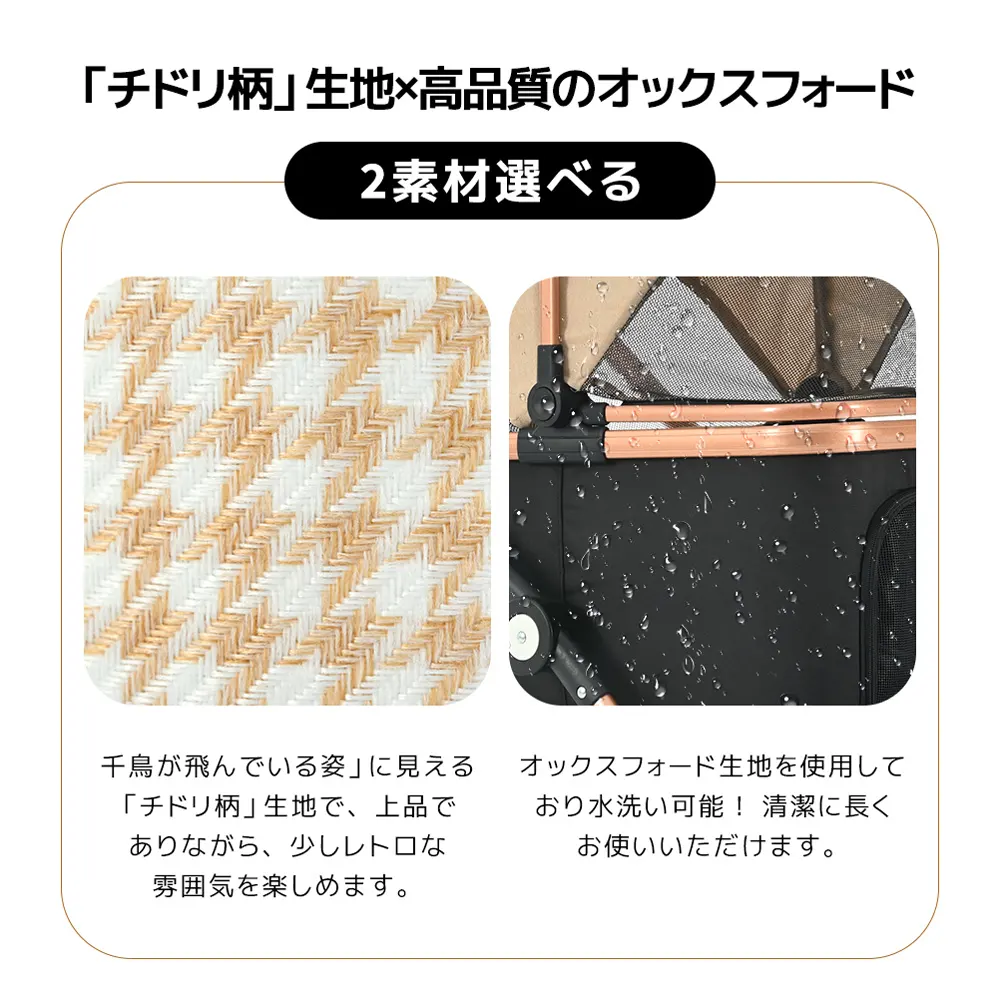 「チドリ柄」生地×高品質のオックスフォード
2素材選べる
千鳥が飛んでいる姿」に見える
「チドリ柄」生地で、上品で
ありながら、少しレトロな
雰囲気を楽しめます。
オックスフォード生地を使用して
おり水洗い可能！ 清潔に長く
お使いいただけます。